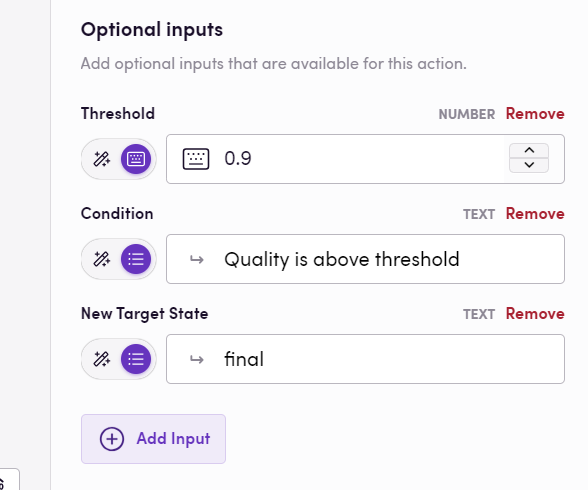 Optional inputs
Add optional inputs that are available for this action.
Threshold NUMBER Remove
0.9
Condition TEXT Remove
Quality is above threshold
New Target State TEXT Remove
final
Add Input